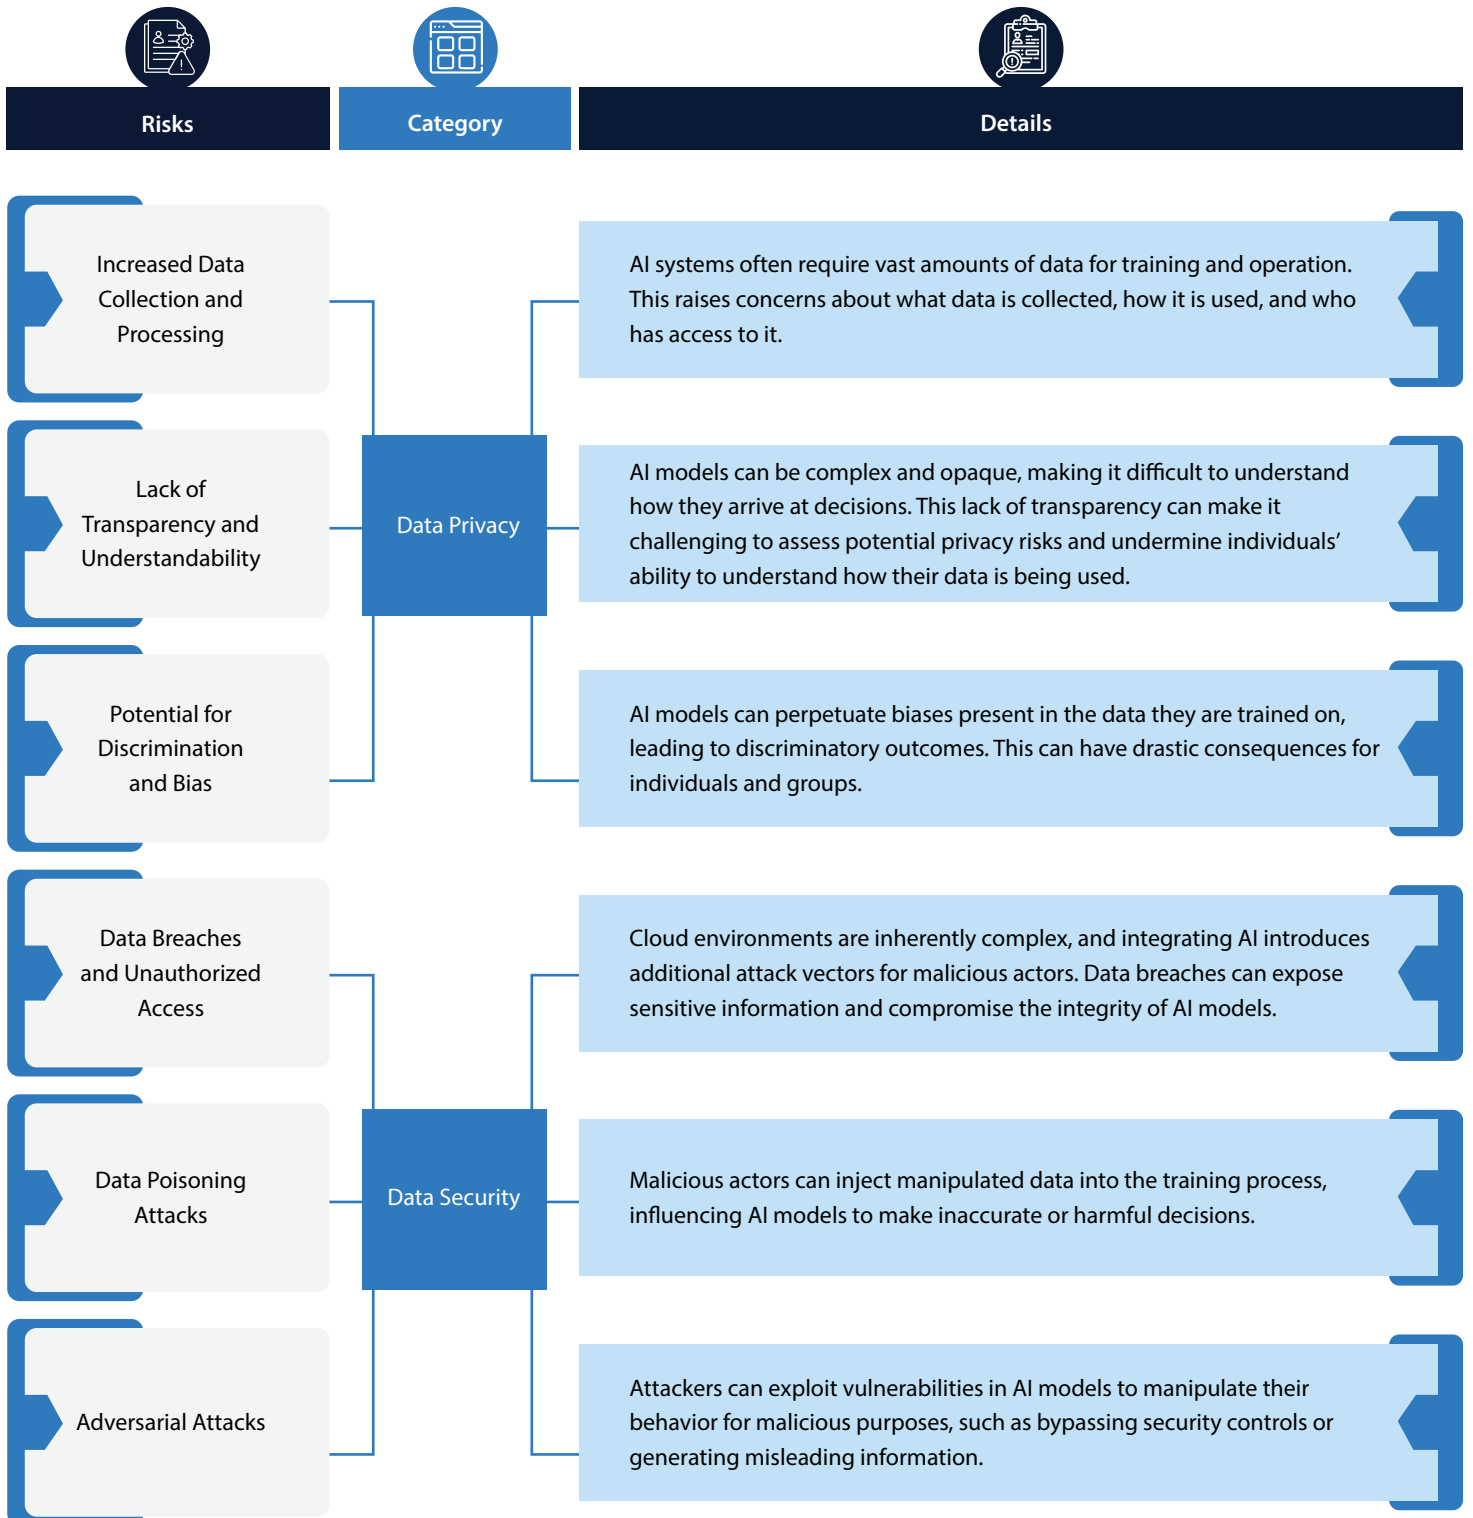 Risks
Category
Details
Increased Data
Collection and
Processing
AI systems often require vast amounts of data for training and operation.
This raises concerns about what data is collected, how it is used, and who
has access to it.
Lack of
Transparency and
Understandability
Data Privacy
AI models can be complex and opaque, making it difficult to understand
how they arrive at decisions. This lack of transparency can make it
challenging to assess potential privacy risks and undermine individuals’
ability to understand how their data is being used.
Potential for
Discrimination
and Bias
AI models can perpetuate biases present in the data they are trained on,
leading to discriminatory outcomes. This can have drastic consequences for
individuals and groups.
Data Breaches
and Unauthorized
Access
Cloud environments are inherently complex, and integrating AI introduces
additional attack vectors for malicious actors. Data breaches can expose
sensitive information and compromise the integrity of AI models.
Data Poisoning
Attacks
Data Security
Malicious actors can inject manipulated data into the training process,
influencing AI models to make inaccurate or harmful decisions.
Adversarial Attacks
Attackers can exploit vulnerabilities in AI models to manipulate their
behavior for malicious purposes, such as bypassing security controls or
generating misleading information.